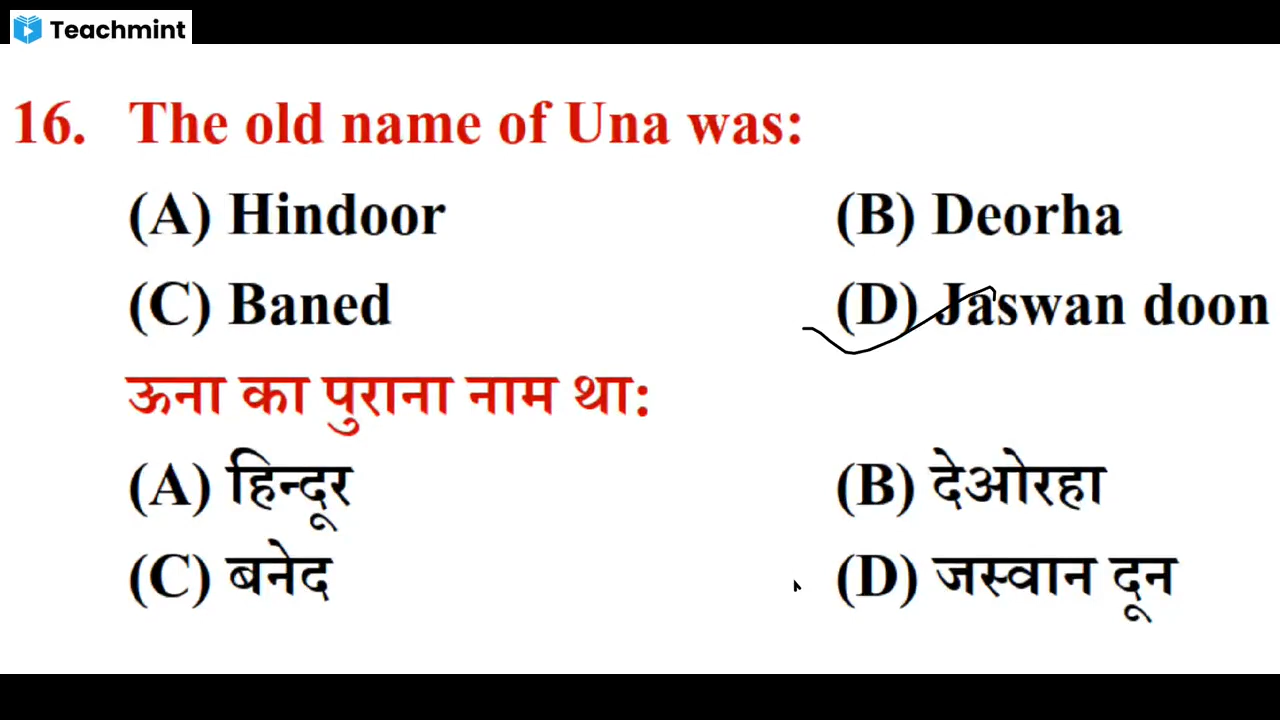 Teachmint
16. The old name of Una was:
(A) Hindoor (B) Deorha
(C) Baned (D) Jaswan doon
ऊना का पुराना नाम था:
(A) हिन्दूर (B) देओरहा
(C) बनेद (D) जस्वान दून